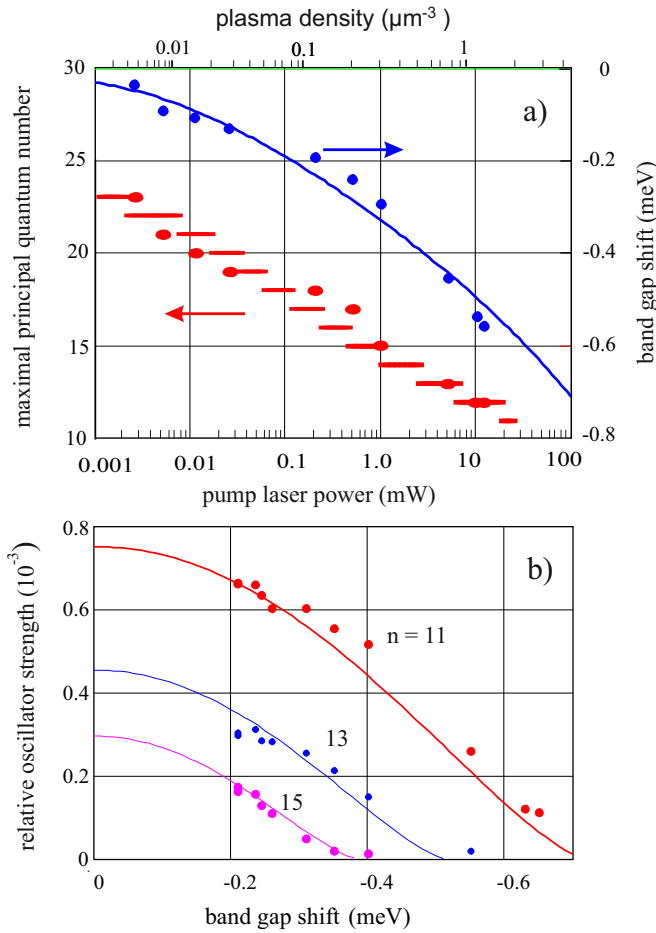 plasma density (μm-3)
0.01 0.1 1
30 0
a)
25 -0.2
20 -0.4
15 -0.6
10 -0.8
maximal principal quantum number
band gap shift (meV)
0.001 0.01 0.1 1.0 10 100
pump laser power (mW)
0.8
b)
0.6
n = 11
0.4
13
0.2
15
0
relative oscillator strength (10-3)
0 -0.2 -0.4 -0.6
band gap shift (meV)